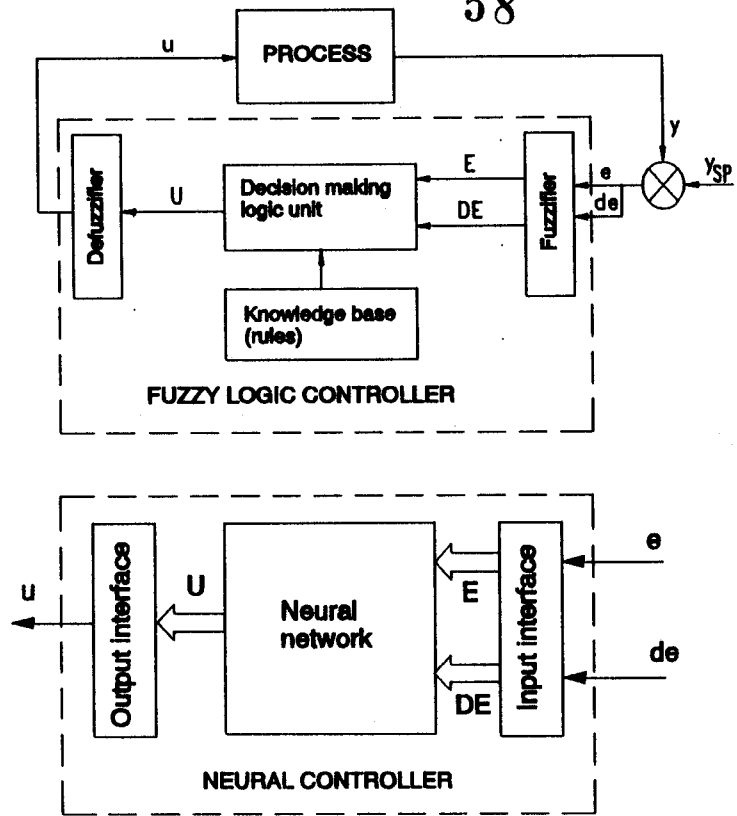 58
u
PROCESS
y
y_SP
Defuzzifier
U
Decision making
logic unit
E
DE
Fuzzifier
e
de
Knowledge base
(rules)
FUZZY LOGIC CONTROLLER
u
Output interface
U
Neural
network
E
DE
Input interface
e
de
NEURAL CONTROLLER